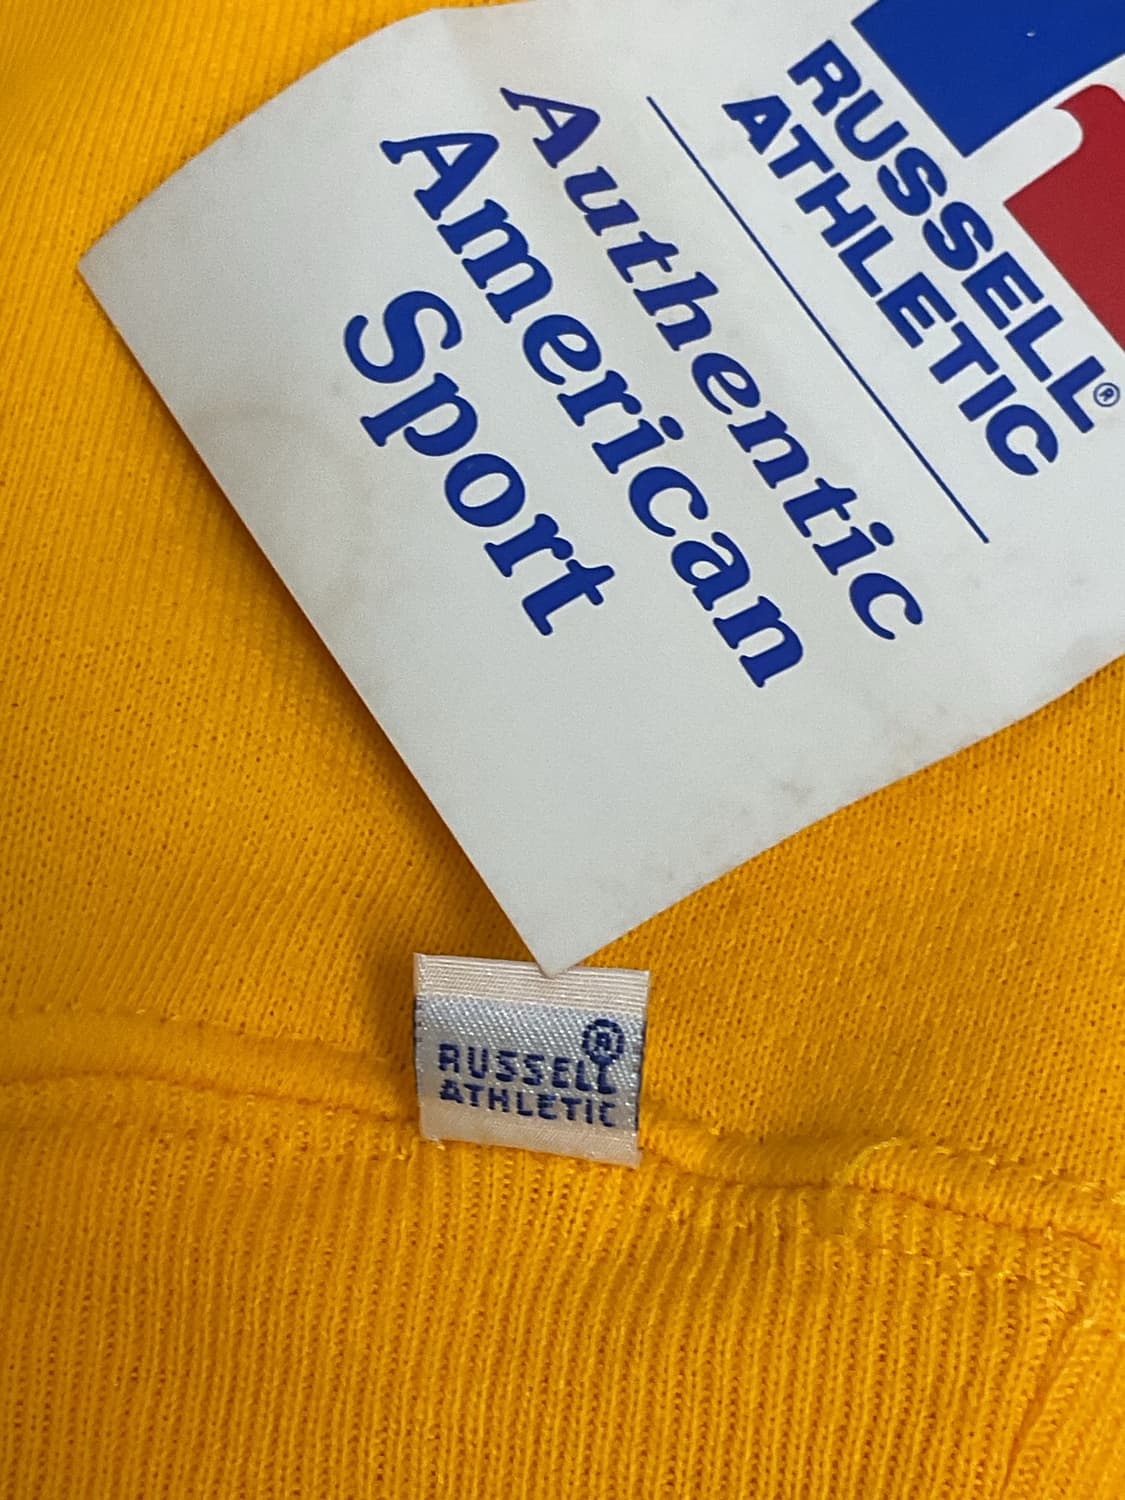 RUSSELL®
ATHLETIC
Authentic
American
Sport
RUSSELL®
ATHLETIC